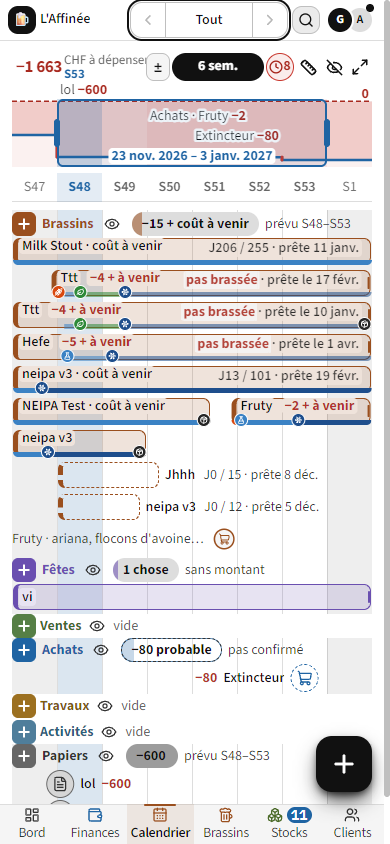 L'Affinée
Tout
G A
−1 663 CHF à dépenser S53
± 6 sem. 8
lol −600
0
Achats · Fruty −2
Extincteur −80
23 nov. 2026 – 3 janv. 2027
S47 S48 S49 S50 S51 S52 S53 S1
Brassins −15 + coût à venir prévu S48–S53
Milk Stout · coût à venir J206 / 255 · prête 11 janv.
Ttt −4 + à venir pas brassée · prête le 17 févr.
Ttt −4 + à venir pas brassée · prête le 10 janv.
Hefe −5 + à venir pas brassée · prête le 1 avr.
neipa v3 · coût à venir J13 / 101 · prête 19 févr.
NEIPA Test · coût à venir Fruty −2 + à venir
neipa v3
Jhhh J0 / 15 · prête 8 déc.
neipa v3 J0 / 12 · prête 5 déc.
Fruty · ariana, flocons d'avoine…
Fêtes 1 chose sans montant
vi
Ventes vide
Achats −80 probable pas confirmé
−80 Extincteur
Travaux vide
Activités vide
Papiers −600 prévu S48–S53
lol −600
Bord Finances Calendrier Brassins Stocks 11 Clients